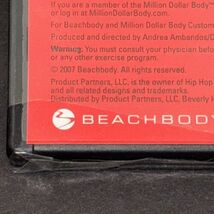 If you are a member of the Million Dollar Body™
or log in at MillionDollarBody.com
For Beachbody and Million Dollar Body Custome
Produced and directed by Andrea Ambandos/D
Warning: You must consult your physician before
or any other exercise program.
© 2007 Beachbody. All rights reserved.
Product Partners, LLC, is the owner of Hip Hop
and all related designs, trademarks,
Distributed by Product Partners, LLC, Beverly H
BEACHBODY